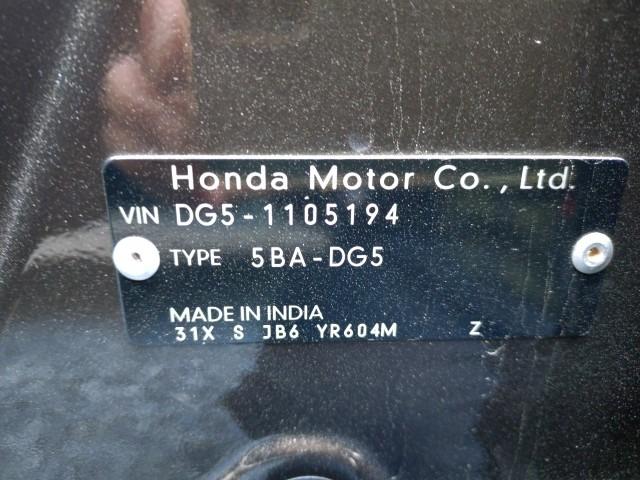 Honda Motor Co., Ltd.
VIN DG5-1105194
TYPE 5BA-DG5
MADE IN INDIA
31X S JB6 YR604M Z